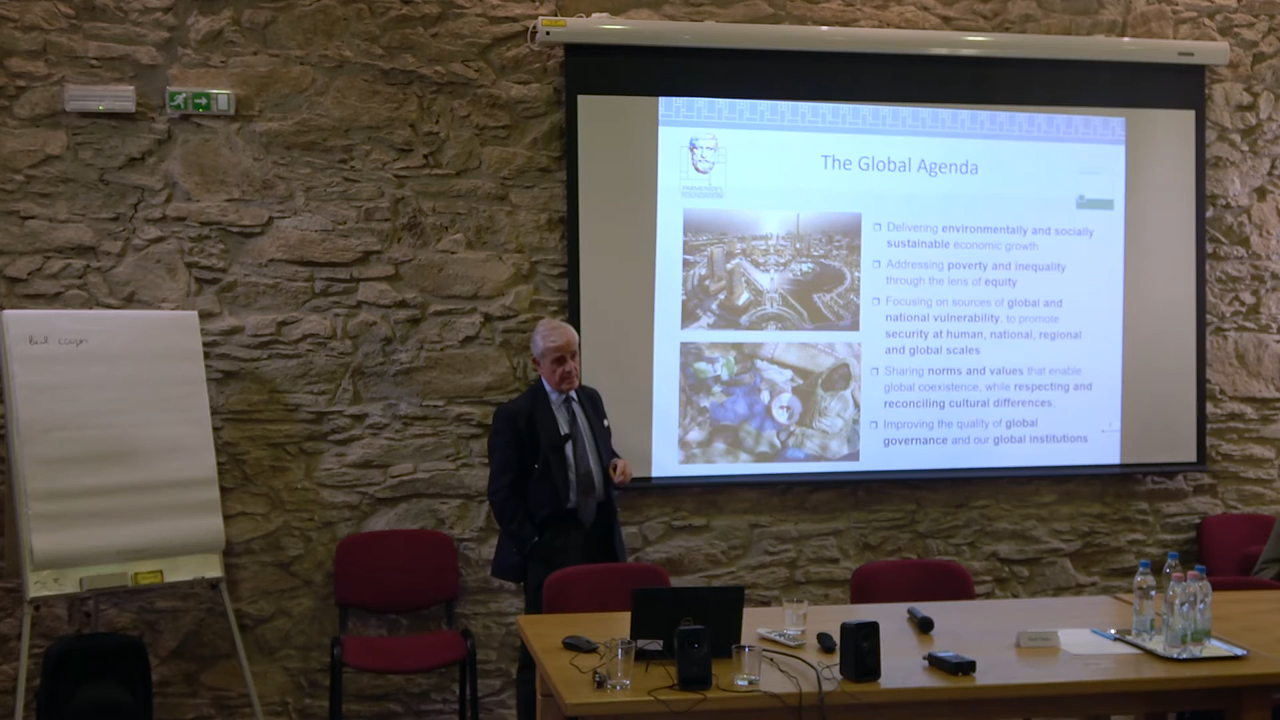 The Global Agenda
PARMENIDES
FOUNDATION
❒ Delivering environmentally and socially
sustainable economic growth
❒ Addressing poverty and inequality
through the lens of equity
❒ Focusing on sources of global and
national vulnerability, to promote
security at human, national, regional
and global scales
❒ Sharing norms and values that enable
global coexistence, while respecting and
reconciling cultural differences.
❒ Improving the quality of global
governance and our global institutions